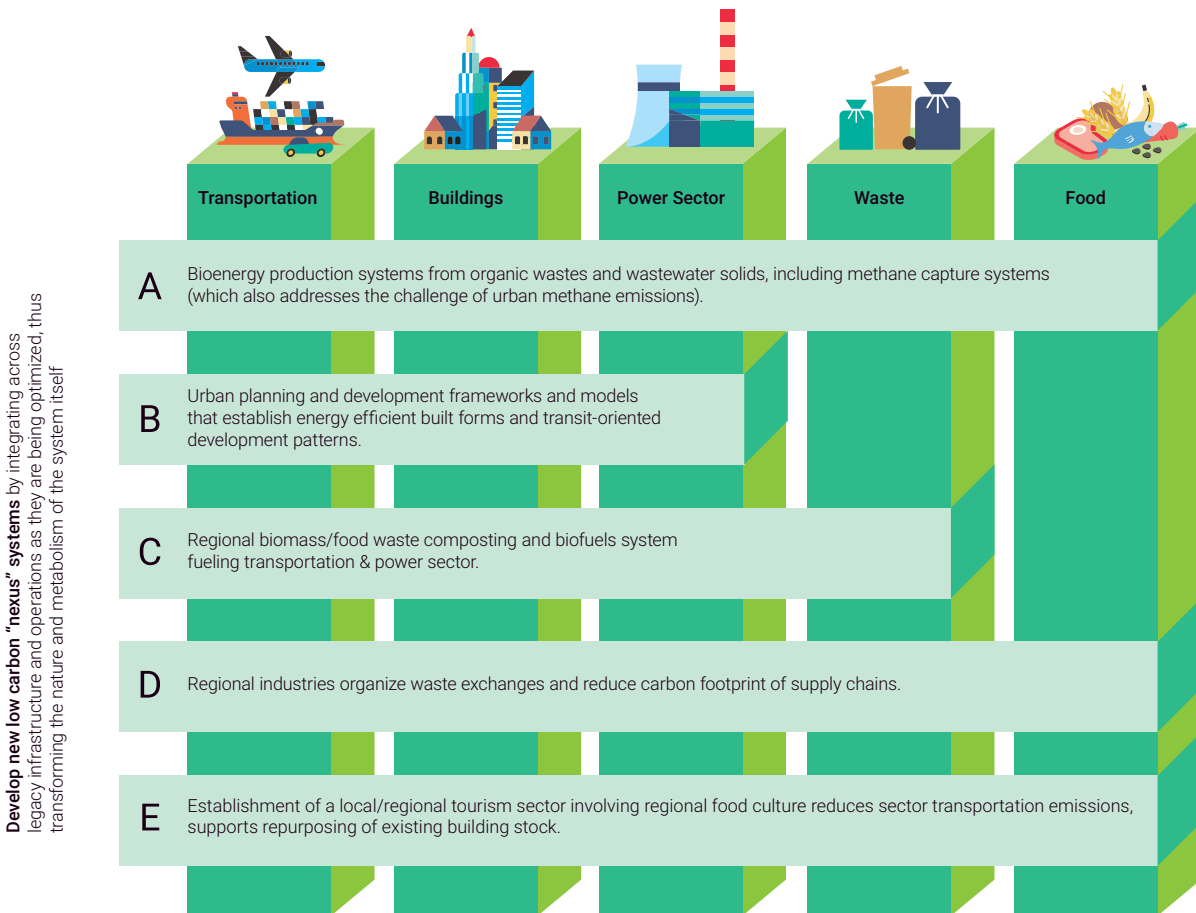 Develop new low carbon “nexus” systems by integrating across
legacy infrastructure and operations as they are being optimized, thus
transforming the nature and metabolism of the system itself
Transportation
Buildings
Power Sector
Waste
Food
A
Bioenergy production systems from organic wastes and wastewater solids, including methane capture systems
(which also addresses the challenge of urban methane emissions).
B
Urban planning and development frameworks and models
that establish energy efficient built forms and transit-oriented
development patterns.
C
Regional biomass/food waste composting and biofuels system
fueling transportation & power sector.
D
Regional industries organize waste exchanges and reduce carbon footprint of supply chains.
E
Establishment of a local/regional tourism sector involving regional food culture reduces sector transportation emissions,
supports repurposing of existing building stock.